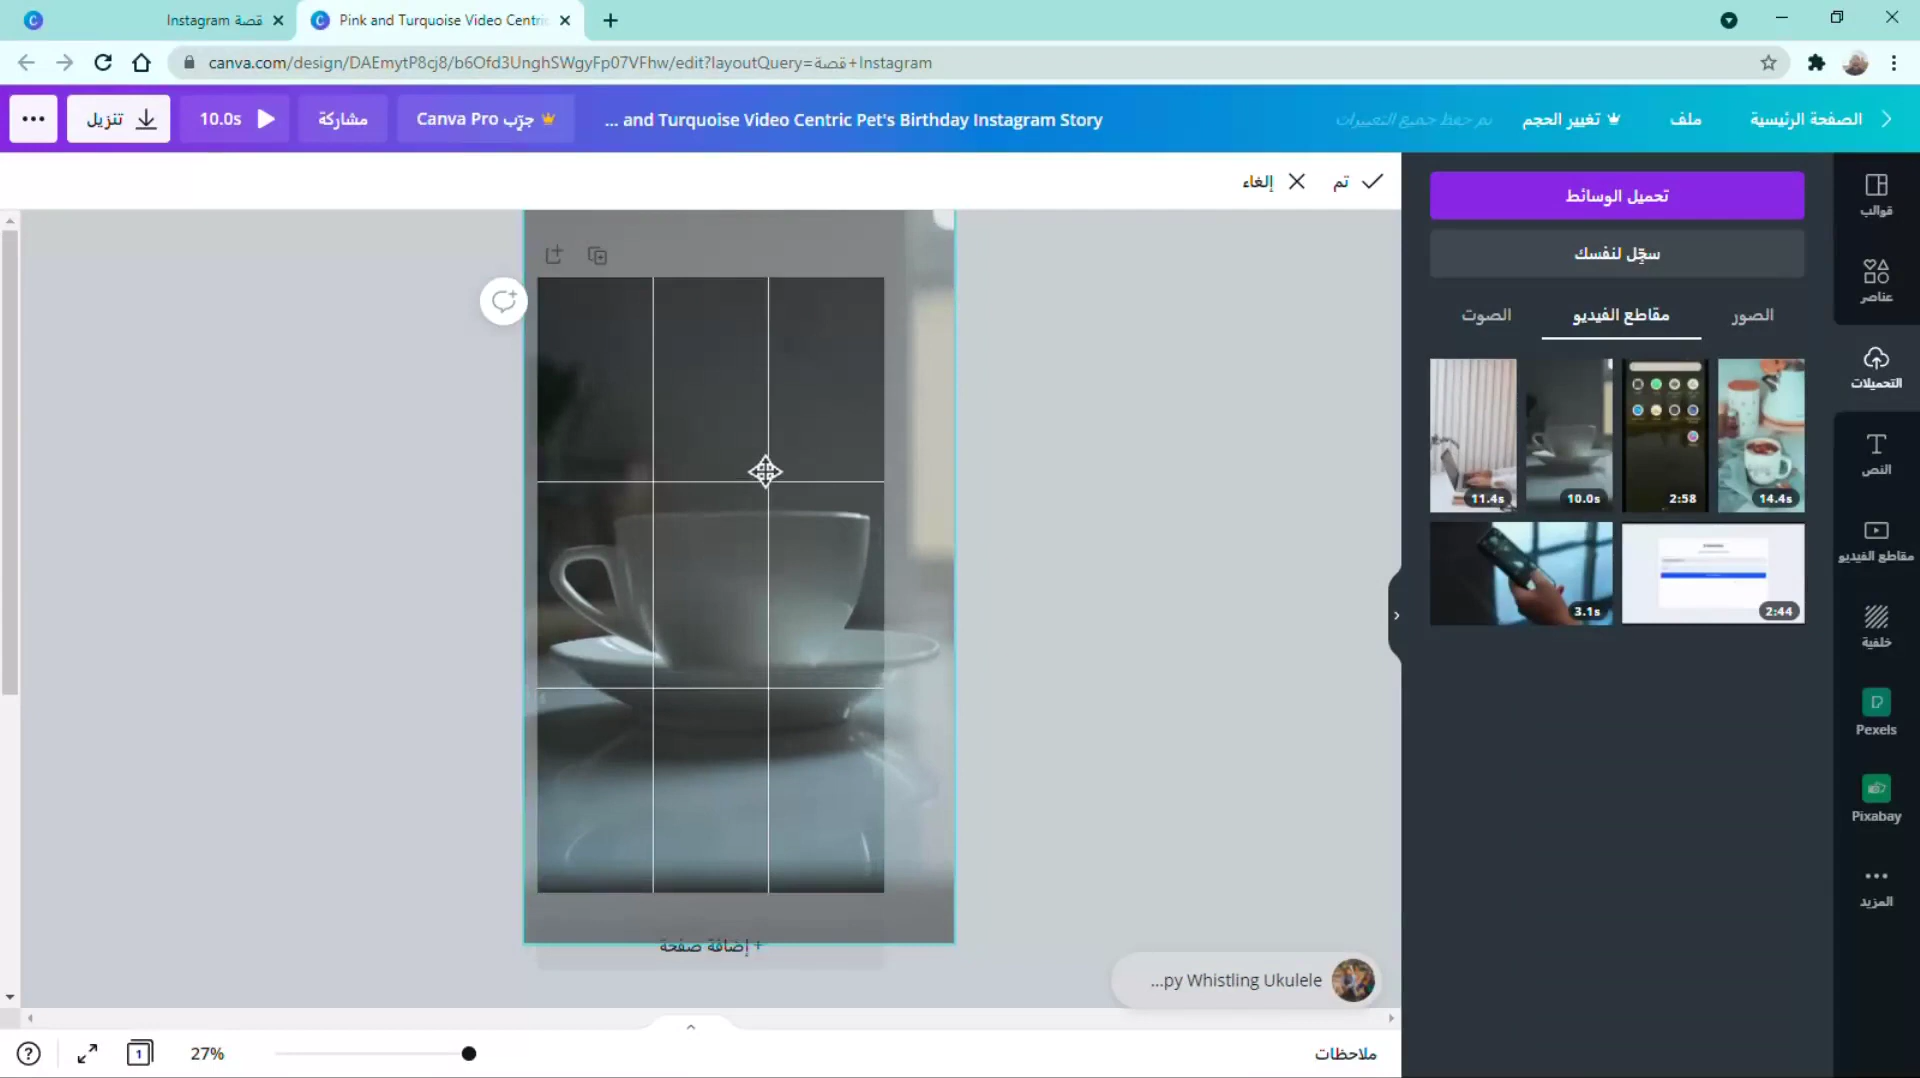 قصة Instagram
Pink and Turquoise Video Centric
canva.com/design/DAEmytP8cj8/b6Ofd3UnghSWgyFp07VFhw/edit?layoutQuery=قصة+Instagram
الصفحة الرئيسية
ملف
تغيير الحجم
تم حفظ جميع التغييرات
... and Turquoise Video Centric Pet's Birthday Instagram Story
جرّب Canva Pro
مشاركة
10.0s
تنزيل
تم
إلغاء
تحميل الوسائط
سجّل لنفسك
الصور
مقاطع الفيديو
الصوت
11.4s
10.0s
2:58
14.4s
3.1s
2:44
قوالب
عناصر
التحميلات
النص
مقاطع الفيديو
خلفية
Pexels
Pixabay
المزيد
+ إضافة صفحة
...py Whistling Ukulele
ملاحظات
27%
1